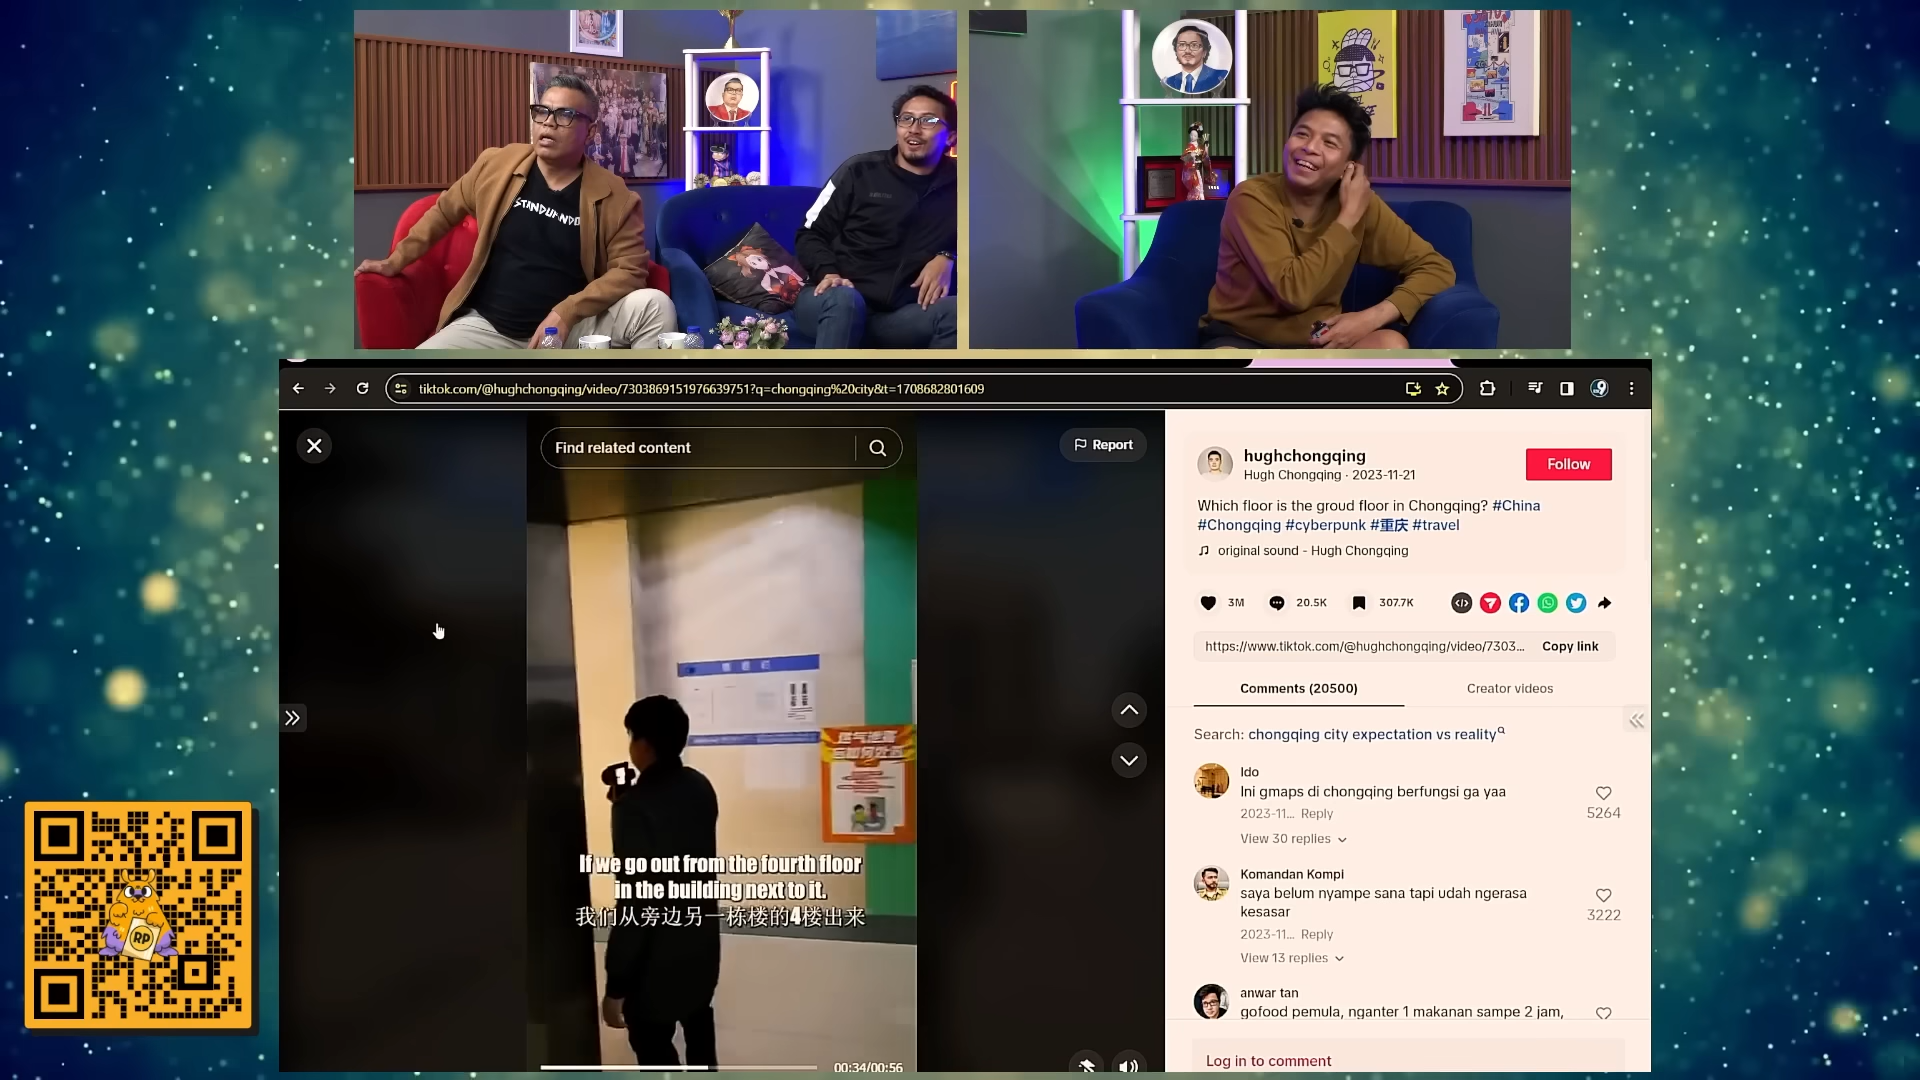 STANDUPINDO
tiktok.com/@hughchongqing/video/7303869151976639751?q=chongqing%20city&t=1708682801609
Find related content
Report
If we go out from the fourth floor
in the building next to it.
我们从旁边另一栋楼的4楼出来
00:34/00:56
hughchongqing
Hugh Chongqing · 2023-11-21
Follow
Which floor is the groud floor in Chongqing? #China
#Chongqing #cyberpunk #重庆 #travel
original sound - Hugh Chongqing
3M
20.5K
307.7K
https://www.tiktok.com/@hughchongqing/video/7303...
Copy link
Comments (20500)
Creator videos
Search: chongqing city expectation vs reality
Ido
Ini gmaps di chongqing berfungsi ga yaa
2023-11... Reply
5264
View 30 replies
Komandan Kompi
saya belum nyampe sana tapi udah ngerasa
kesasar
2023-11... Reply
3222
View 13 replies
anwar tan
gofood pemula, nganter 1 makanan sampe 2 jam,
Log in to comment
RP